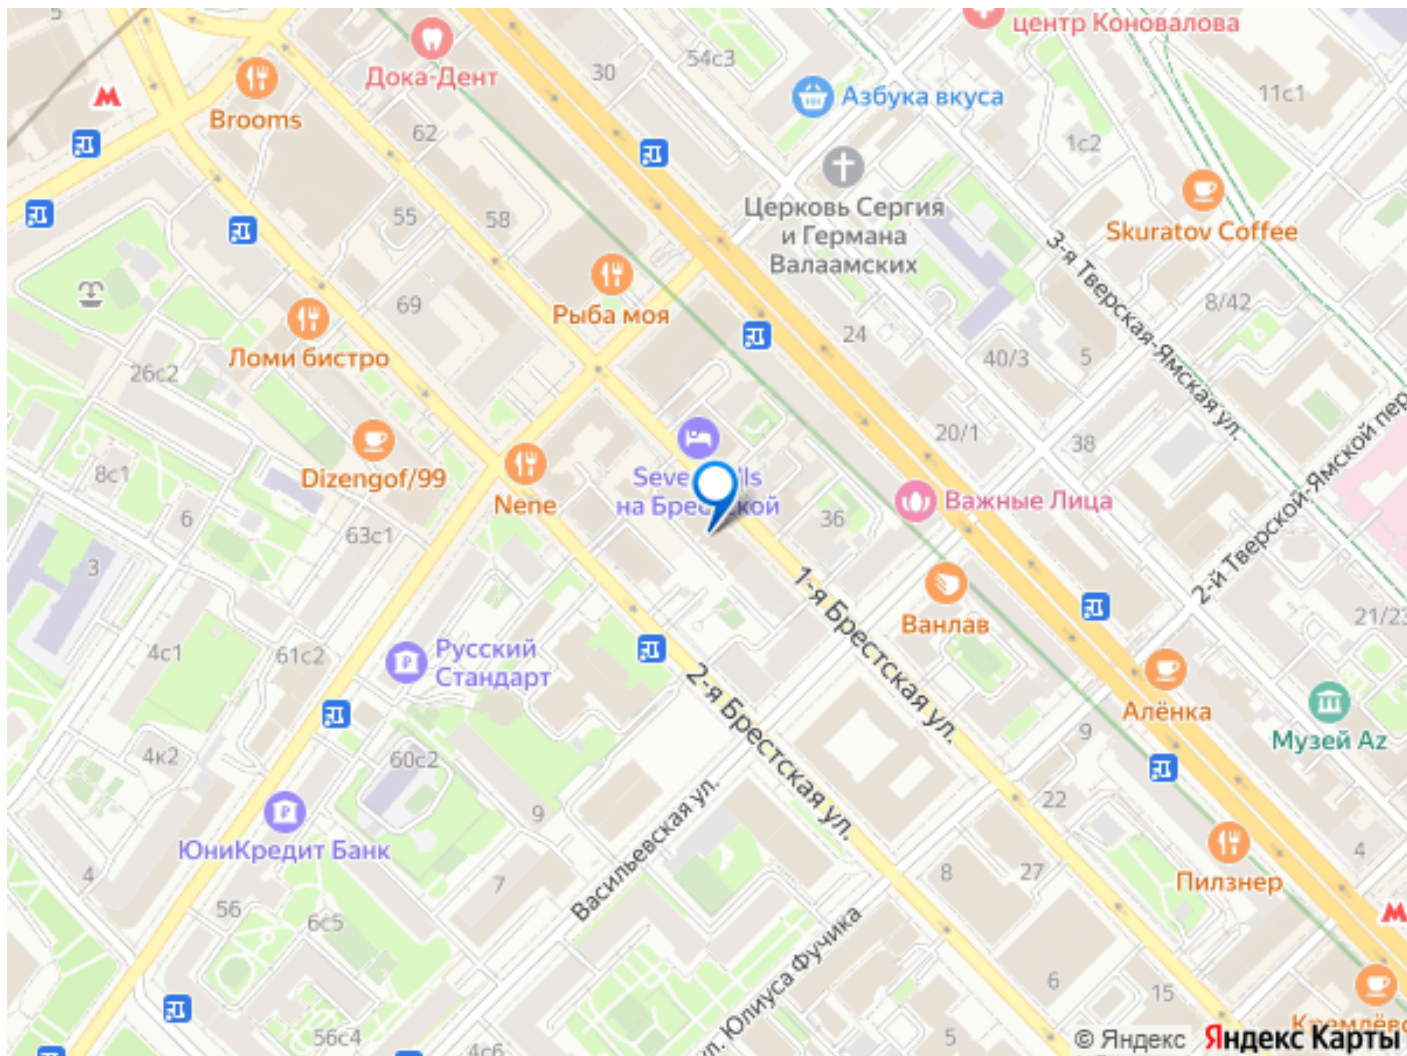 центр Коновалова
5
Дока-Дент
30
54с3
Азбука вкуса
11с1
Brooms
62
1с2
Церковь Сергия
и Германа
Валаамских
Skuratov Coffee
55
58
3-я Тверская-Ямская ул.
Рыба моя
69
8/42
Ломи бистро
24
40/3
5
26с2
20/1
38
2-й Тверской-Ямской пер
8с1
Dizengof/99
Nene
на Брестской
36
Важные Лица
6
63с1
3
1-я Брестская ул.
Ванлав
21/23
4с1
61с2
Русский
Стандарт
2-я Брестская ул.
Алёнка
Музей Az
9
4к2
60с2
9
22
ЮниКредит Банк
Васильевская ул.
4
7
8
27
4
Пилзнер
56
6с5
ул. Юлиуса Фучика
6
15
56с4
4с6
5
© Яндекс
Яндекс Карты